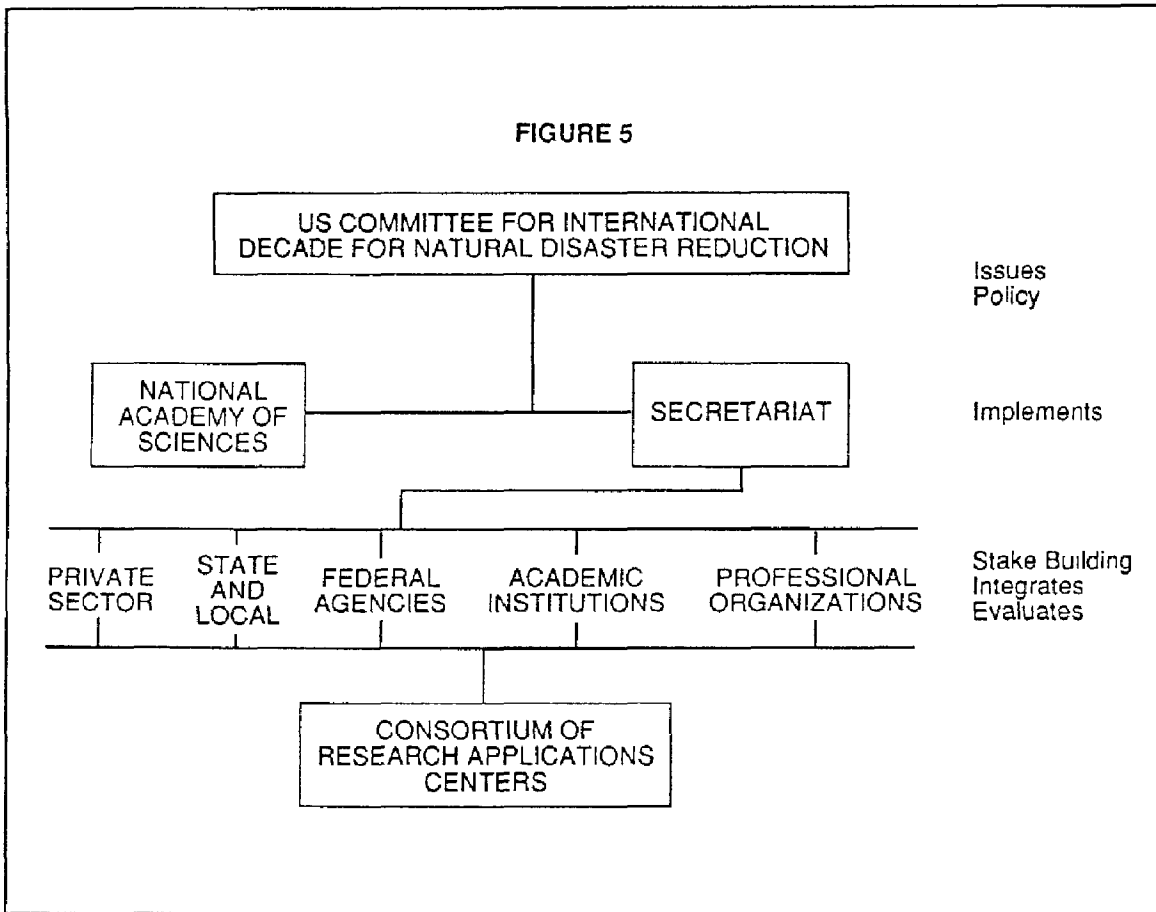 FIGURE 5
US COMMITTEE FOR INTERNATIONAL
DECADE FOR NATURAL DISASTER REDUCTION
Issues
Policy
NATIONAL
ACADEMY OF
SCIENCES
SECRETARIAT
Implements
PRIVATE
SECTOR
STATE
AND
LOCAL
FEDERAL
AGENCIES
ACADEMIC
INSTITUTIONS
PROFESSIONAL
ORGANIZATIONS
Stake Building
Integrates
Evaluates
CONSORTIUM OF
RESEARCH APPLICATIONS
CENTERS